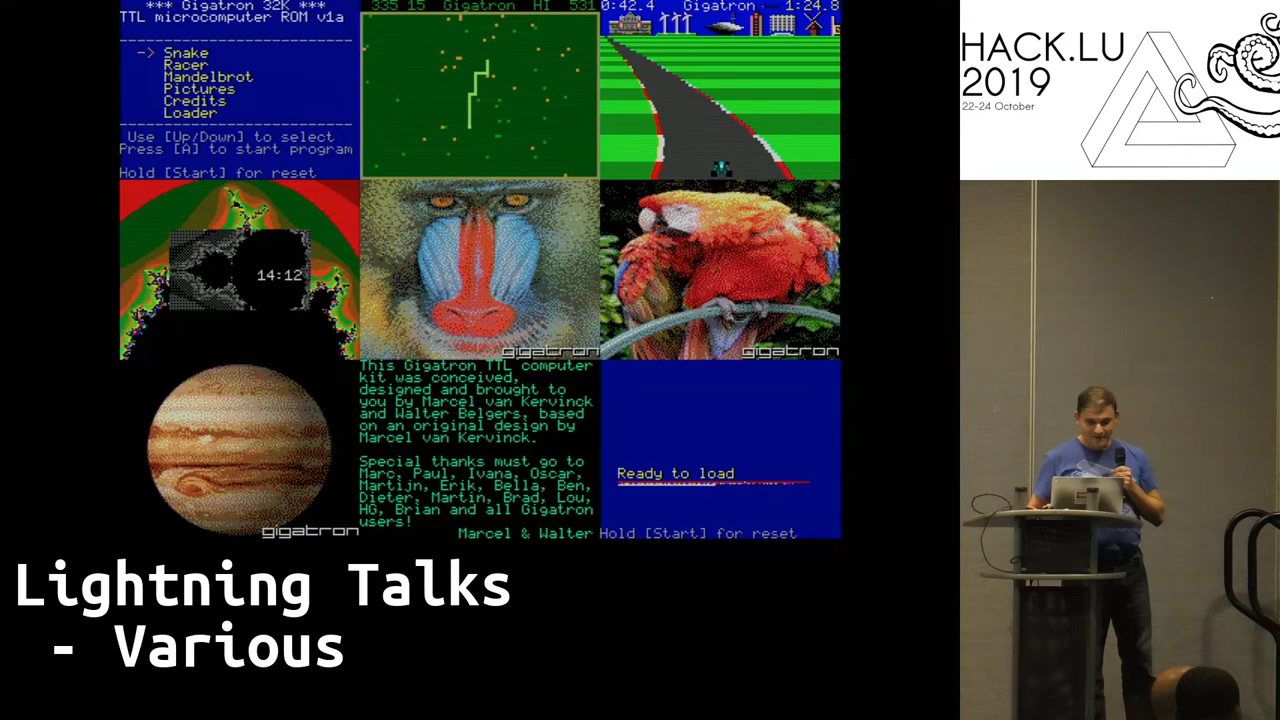 *** Gigatron 32K ***
TTL microcomputer ROM v1a
-> Snake
Racer
Mandelbrot
Pictures
Credits
Loader
Use [Up/Down] to select
Press [A] to start program
Hold [Start] for reset
335 15 Gigatron HI 531
0:42.4 Gigatron 1:24.8
14:12
gigatron
gigatron
gigatron
This Gigatron TTL computer
kit was conceived,
designed and brought to
you by Marcel van Kervinck
and Walter Belgers, based
on an original design by
Marcel van Kervinck.
Special thanks must go to
Marc, Paul, Ivana, Oscar,
Martijn, Erik, Bella, Ben,
Dieter, Martin, Brad, Lou,
HG, Brian and all Gigatron
users!
Marcel & Walter
Ready to load
Hold [Start] for reset
HACK.LU
2019
22-24 October
Lightning Talks
- Various